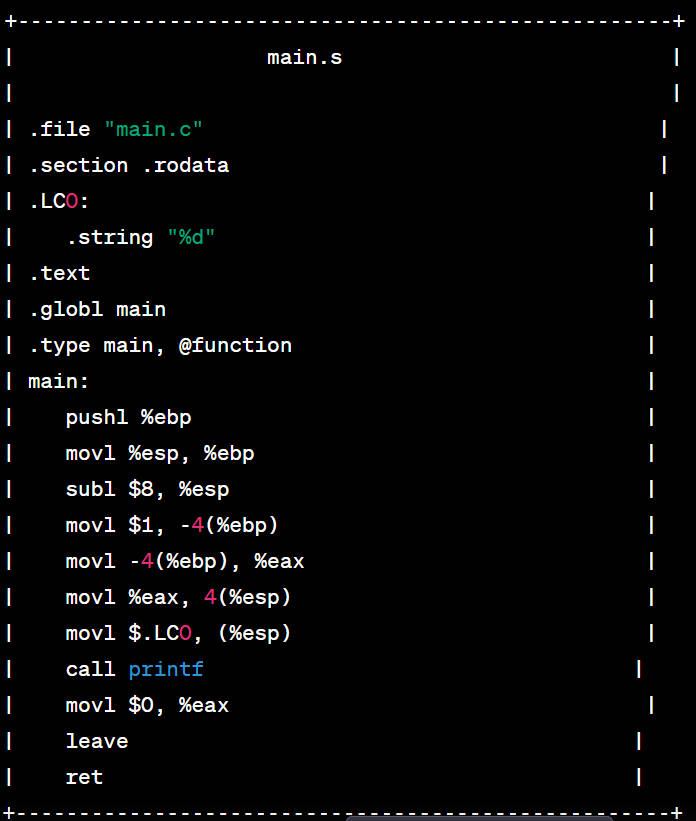 +----------------------------------------------------+
| main.s |
| |
| .file "main.c" |
| .section .rodata |
| .LC0: |
| .string "%d" |
| .text |
| .globl main |
| .type main, @function |
| main: |
| pushl %ebp |
| movl %esp, %ebp |
| subl $8, %esp |
| movl $1, -4(%ebp) |
| movl -4(%ebp), %eax |
| movl %eax, 4(%esp) |
| movl $.LC0, (%esp) |
| call printf |
| movl $0, %eax |
| leave |
| ret |
+----------------------------------------------------+